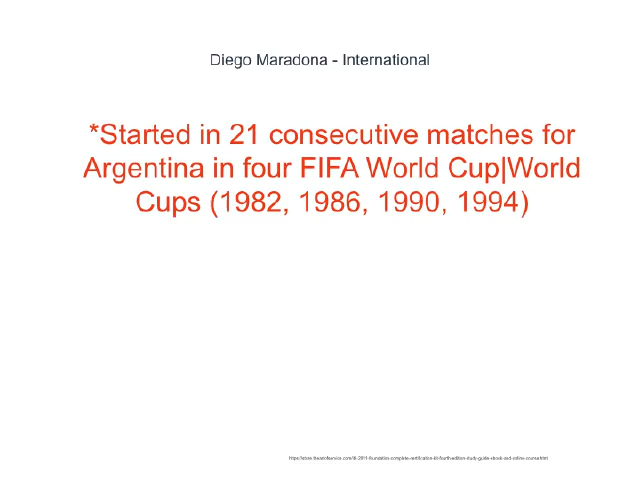 Diego Maradona - International
*Started in 21 consecutive matches for
Argentina in four FIFA World Cup|World
Cups (1982, 1986, 1990, 1994)